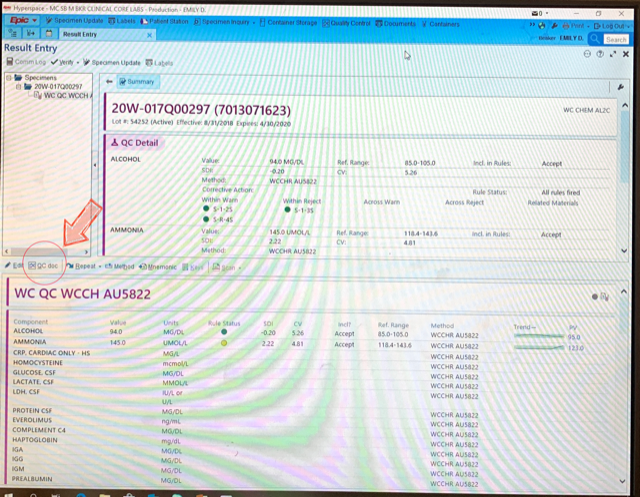 Hyperspace - MC SB M BKR CLINICAL CORE LABS - Production - EMILY D.
Epic Specimen Update Labels Patient Station Specimen Inquiry Container Storage Quality Control Documents Containers Print Log Out
Result Entry EMILY D. Search
Result Entry
Comm Log Verify Specimen Update Labels
Specimens
20W-017Q00297
WC QC WCCH A
Summary
20W-017Q00297 (7013071623)
WC CHEM AL2C
Lot #: 54252 (Active) Effective: 8/31/2018 Expires: 4/30/2020
QC Detail
ALCOHOL Value: 94.0 MG/DL Ref. Range: 85.0-105.0 Incl. in Rules: Accept
SDI: -0.20 CV: 5.26
Method: WCCHR AU5822
Corrective Action: Rule Status: All rules fired
Within Warn Within Reject Across Warn Across Reject Related Materials
S-1-2S S-1-3S
S-R-4S
AMMONIA Value: 145.0 UMOL/L Ref. Range: 118.4-143.6 Incl. in Rules: Accept
SDI: 2.22 CV: 4.81
Method: WCCHR AU5822
Edit QC doc Repeat Method Mnemonic Save Scan
WC QC WCCH AU5822
Component Value Units Rule Status SDI CV Incl? Ref. Range Method Trend PV
ALCOHOL 94.0 MG/DL -0.20 5.26 Accept 85.0-105.0 WCCHR AU5822 95.0
AMMONIA 145.0 UMOL/L 2.22 4.81 Accept 118.4-143.6 WCCHR AU5822 123.0
CRP, CARDIAC ONLY - HS MG/L WCCHR AU5822
HOMOCYSTEINE mcmol/L WCCHR AU5822
GLUCOSE, CSF MG/DL WCCHR AU5822
LACTATE, CSF MMOL/L WCCHR AU5822
LDH, CSF IU/L or WCCHR AU5822
U/L
PROTEIN CSF MG/DL WCCHR AU5822
EVEROLIMUS ng/mL WCCHR AU5822
COMPLEMENT C4 MG/DL WCCHR AU5822
HAPTOGLOBIN mg/dL WCCHR AU5822
IGA MG/DL WCCHR AU5822
IGG MG/DL WCCHR AU5822
IGM MG/DL WCCHR AU5822
PREALBUMIN MG/DL WCCHR AU5822